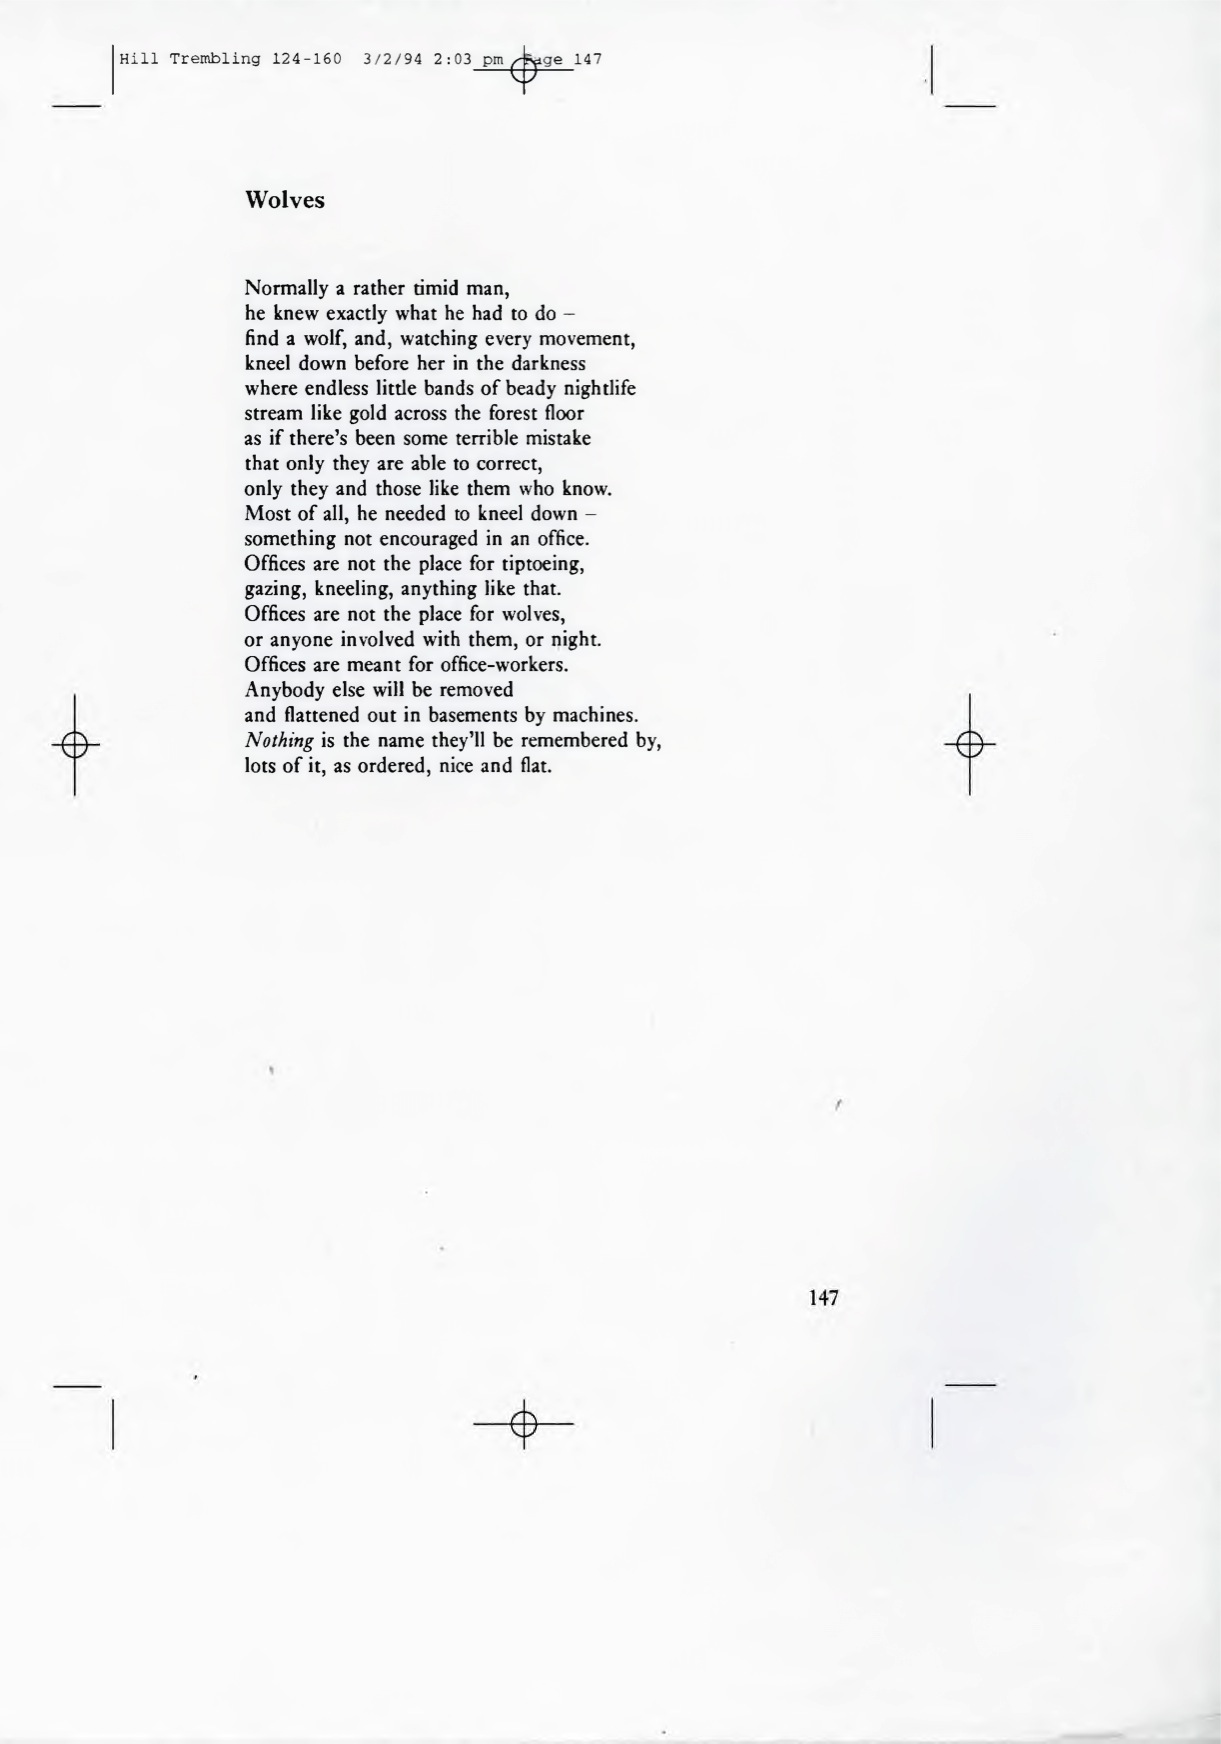 Hill Trembling 124-160 3/2/94 2:03 pm Page 147
Wolves
Normally a rather timid man,
he knew exactly what he had to do –
find a wolf, and, watching every movement,
kneel down before her in the darkness
where endless little bands of beady nightlife
stream like gold across the forest floor
as if there's been some terrible mistake
that only they are able to correct,
only they and those like them who know.
Most of all, he needed to kneel down –
something not encouraged in an office.
Offices are not the place for tiptoeing,
gazing, kneeling, anything like that.
Offices are not the place for wolves,
or anyone involved with them, or night.
Offices are meant for office-workers.
Anybody else will be removed
and flattened out in basements by machines.
Nothing is the name they'll be remembered by,
lots of it, as ordered, nice and flat.
147